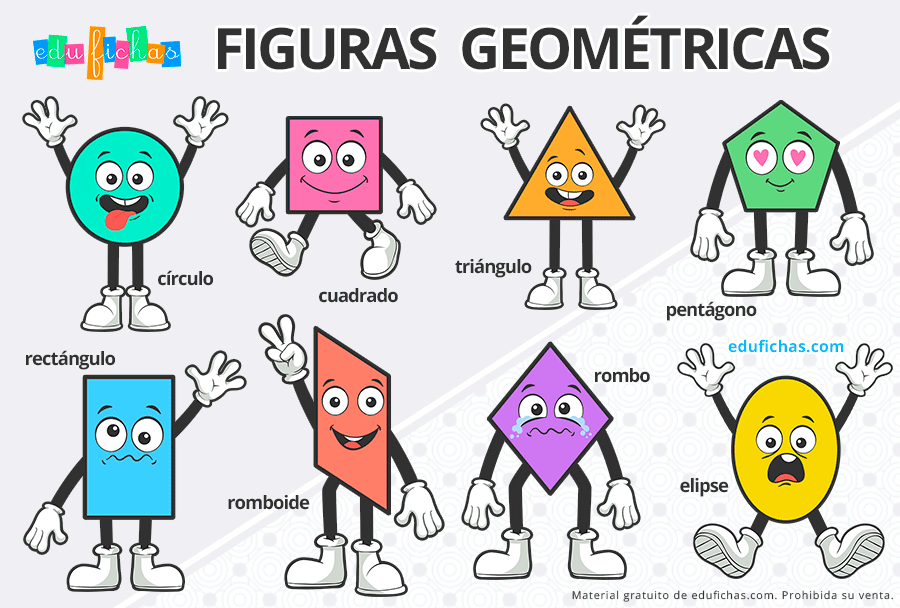 edufichas
FIGURAS GEOMÉTRICAS
círculo
cuadrado
triángulo
pentágono
rectángulo
edufichas.com
rombo
romboide
elipse
Material gratuito de edufichas.com. Prohibida su venta.